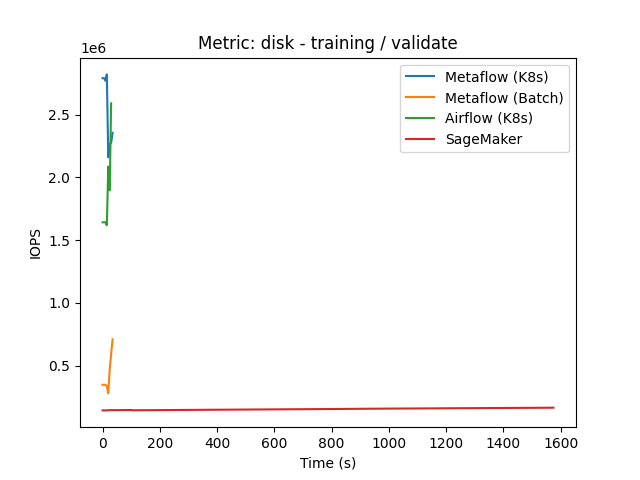 Metric: disk - training / validate
1e6
Metaflow (K8s)
Metaflow (Batch)
Airflow (K8s)
SageMaker
2.5
2.0
1.5
1.0
0.5
IOPS
0 200 400 600 800 1000 1200 1400 1600
Time (s)